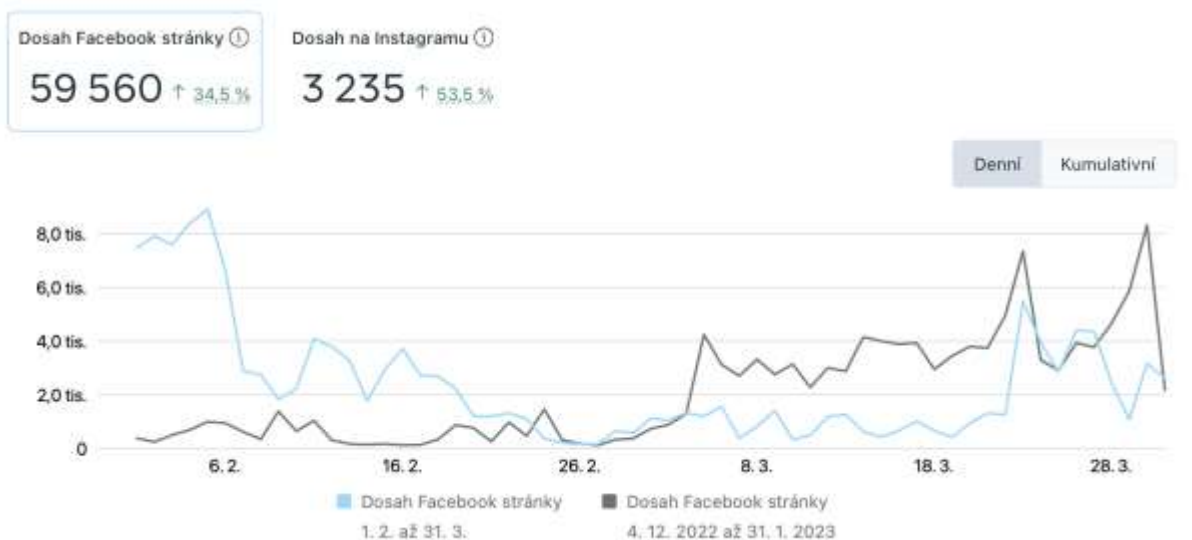 Dosah Facebook stránky ⓘ
Dosah na Instagramu ⓘ
59 560 ↑ 34,5 %
3 235 ↑ 53,5 %
Denní
Kumulativní
8,0 tis.
6,0 tis.
4,0 tis.
2,0 tis.
0
6. 2.
16. 2.
26. 2.
8. 3.
18. 3.
28. 3.
Dosah Facebook stránky
1. 2. až 31. 3.
Dosah Facebook stránky
4. 12. 2022 až 31. 1. 2023